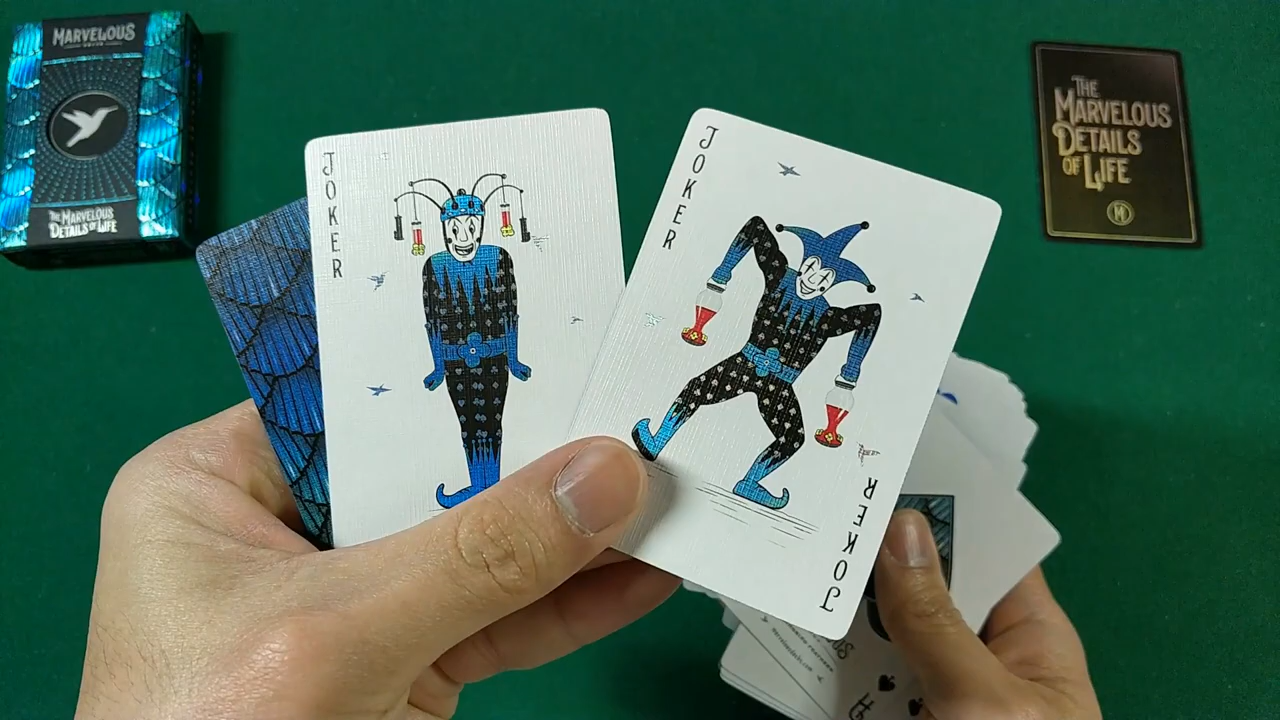 MARVELOUS
THE
MARVELOUS
DETAILS OF LIFE
JOKER
JOKER
JOKER
THE
MARVELOUS
DETAILS
OF LIFE
M